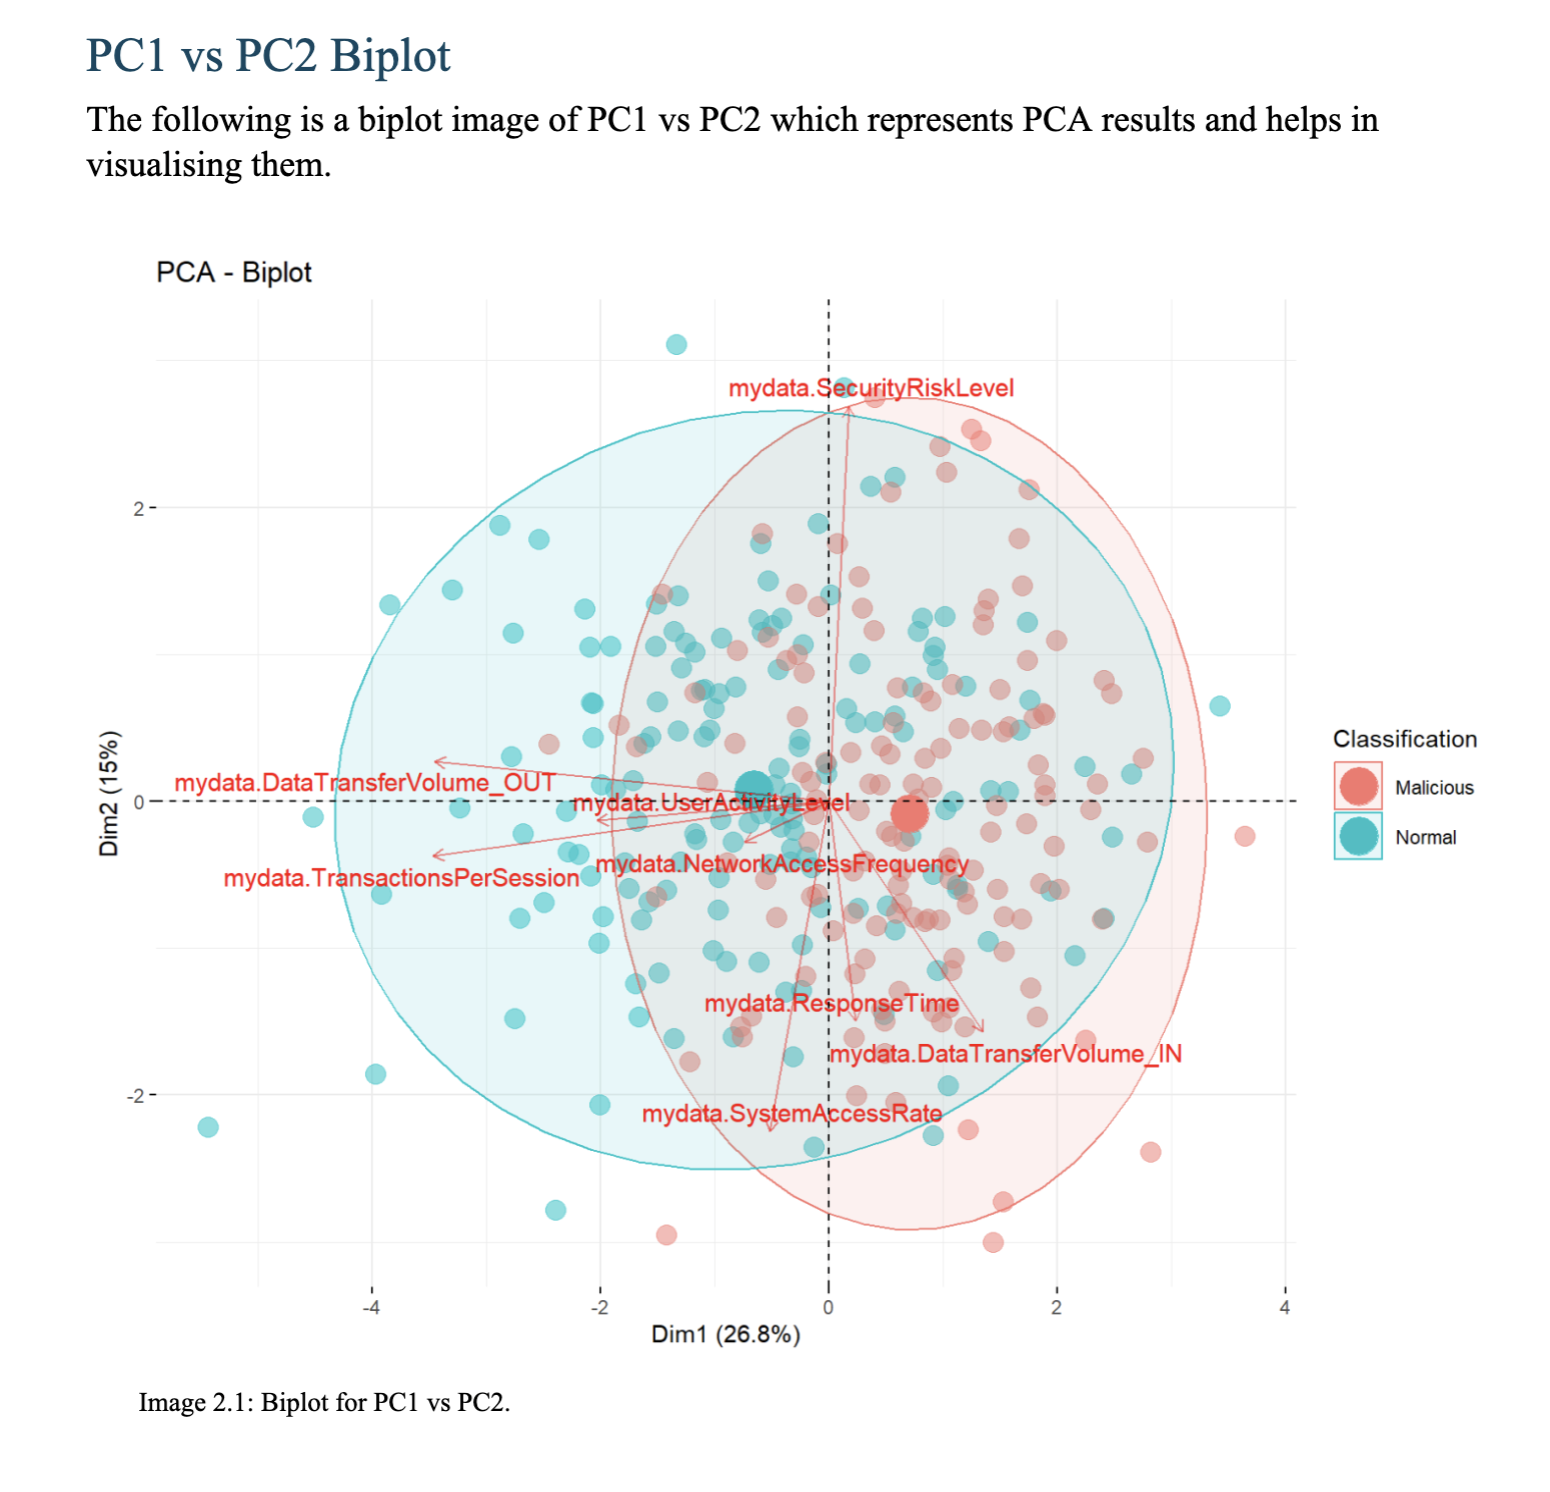 PC1 vs PC2 Biplot
The following is a biplot image of PC1 vs PC2 which represents PCA results and helps in
visualising them.
PCA - Biplot
mydata.SecurityRiskLevel
2
mydata.DataTransferVolume_OUT
mydata.UserActivityLevel
0
mydata.NetworkAccessFrequency
mydata.TransactionsPerSession
mydata.ResponseTime
mydata.DataTransferVolume_IN
-2
mydata.SystemAccessRate
Dim2 (15%)
-4 -2 0 2 4
Dim1 (26.8%)
Classification
Malicious
Normal
Image 2.1: Biplot for PC1 vs PC2.